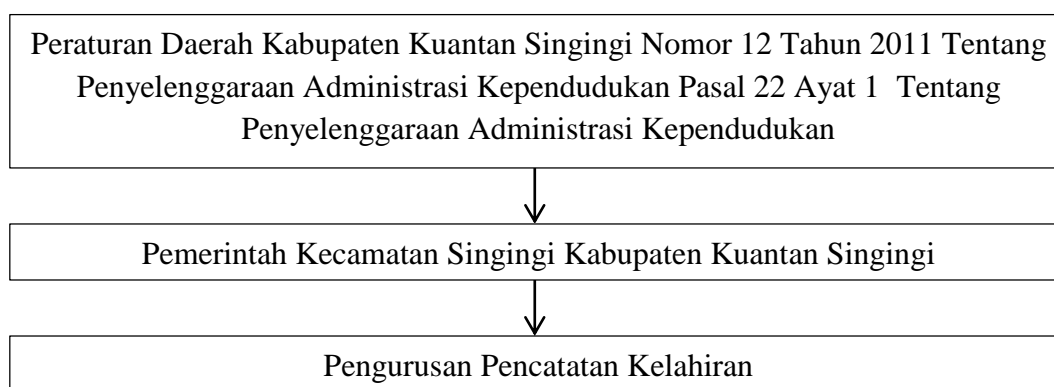 Peraturan Daerah Kabupaten Kuantan Singingi Nomor 12 Tahun 2011 Tentang
Penyelenggaraan Administrasi Kependudukan Pasal 22 Ayat 1 Tentang
Penyelenggaraan Administrasi Kependudukan
Pemerintah Kecamatan Singingi Kabupaten Kuantan Singingi
Pengurusan Pencatatan Kelahiran